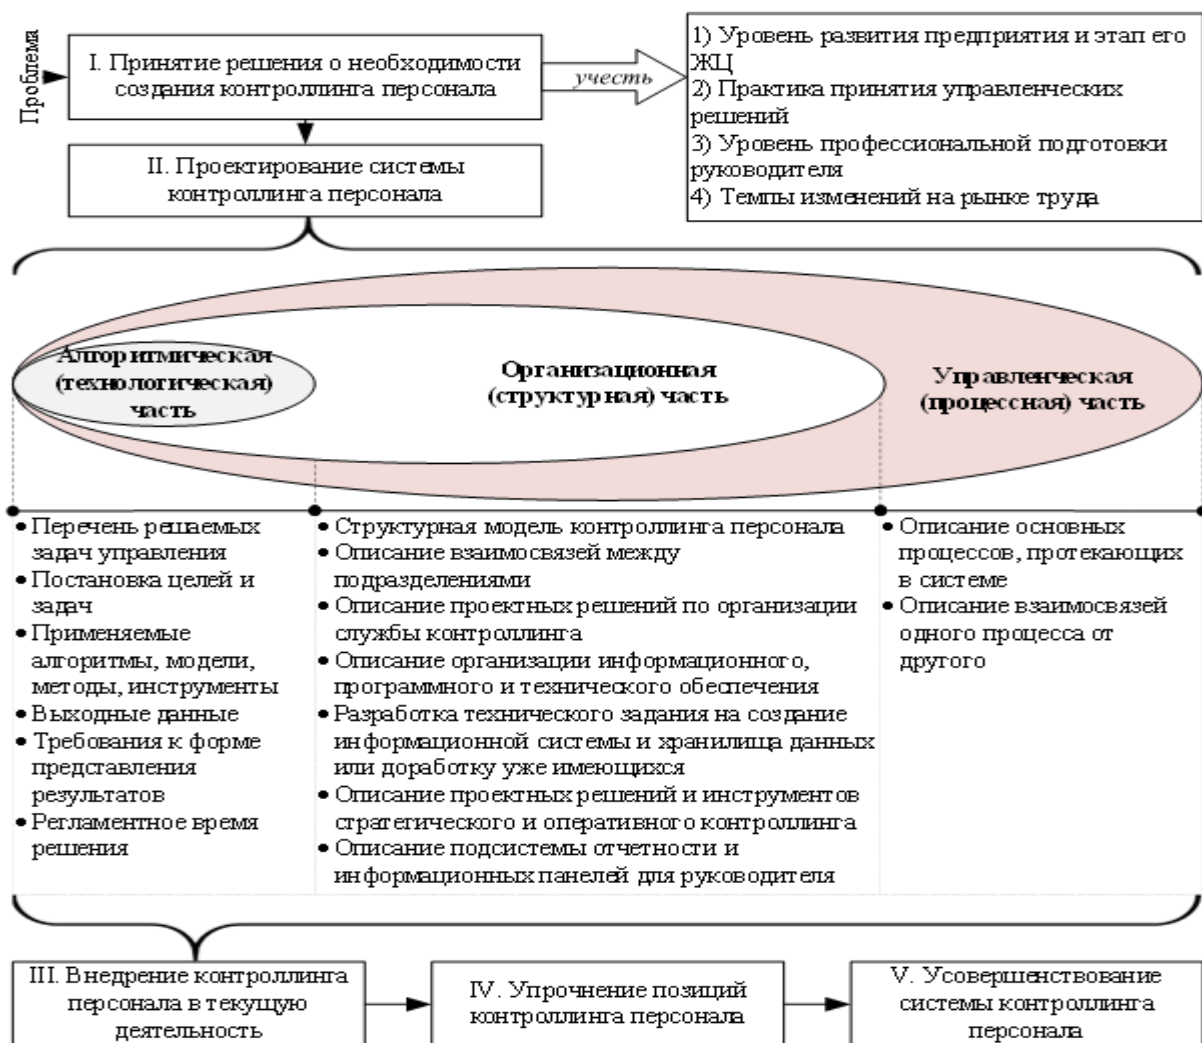 Проблема
I. Принятие решения о необходимости
создания контроллинга персонала
учесть
1) Уровень развития предприятия и этап его
ЖЦ
2) Практика принятия управленческих
решений
3) Уровень профессиональной подготовки
руководителя
4) Темпы изменений на рынке труда
II. Проектирование системы
контроллинга персонала
Алгоритмическая
(технологическая)
часть
Организационная
(структурная) часть
Управленческая
(процессная) часть
• Перечень решаемых
задач управления
• Постановка целей и
задач
• Применяемые
алгоритмы, модели,
методы, инструменты
• Выходные данные
• Требования к форме
представления
результатов
• Регламентное время
решения
• Структурная модель контроллинга персонала
• Описание взаимосвязей между
подразделениями
• Описание проектных решений по организации
службы контроллинга
• Описание организации информационного,
программного и технического обеспечения
• Разработка технического задания на создание
информационной системы и хранилища данных
или доработку уже имеющихся
• Описание проектных решений и инструментов
стратегического и оперативного контроллинга
• Описание подсистемы отчетности и
информационных панелей для руководителя
• Описание основных
процессов, протекающих
в системе
• Описание взаимосвязей
одного процесса от
другого
III. Внедрение контроллинга
персонала в текущую
деятельность
IV. Упрочнение позиций
контроллинга персонала
V. Усовершенствование
системы контроллинга
персонала